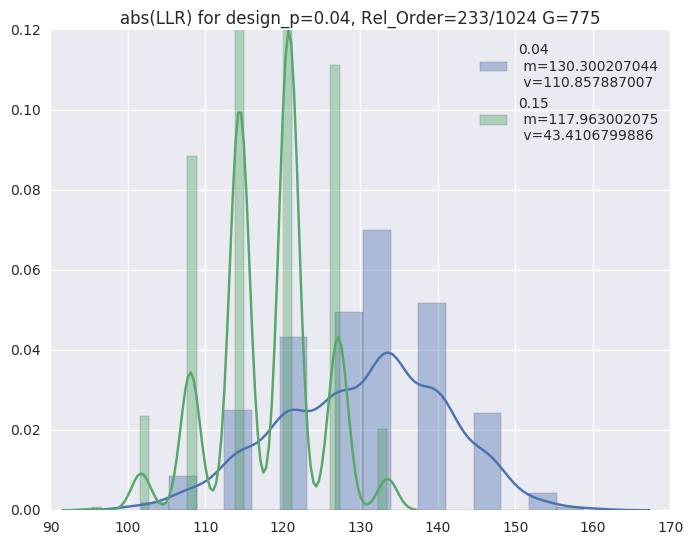 abs(LLR) for design_p=0.04, Rel_Order=233/1024 G=775
0.12
0.10
0.08
0.06
0.04
0.02
0.00
0.04
m=130.300207044
v=110.857887007
0.15
m=117.963002075
v=43.4106799886
90 100 110 120 130 140 150 160 170